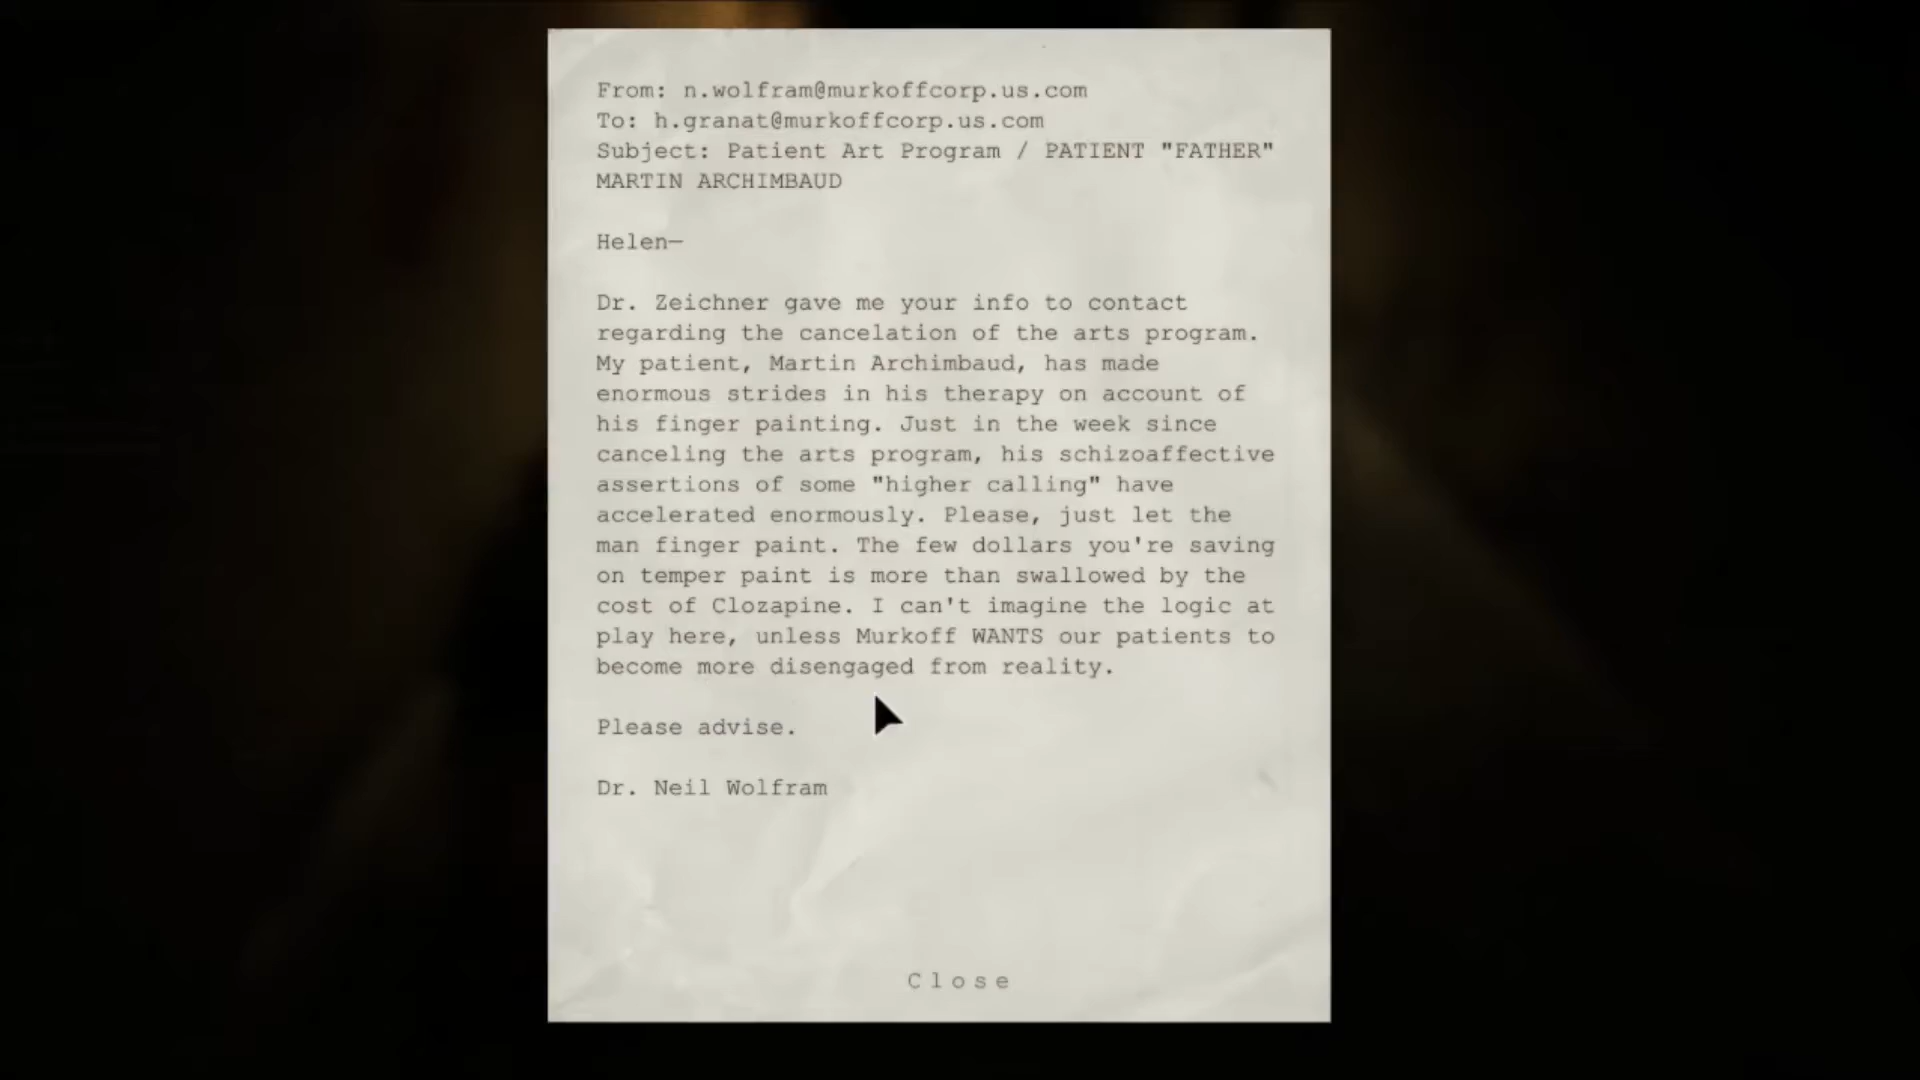 From: n.wolfram@murkoffcorp.us.com
To: h.granat@murkoffcorp.us.com
Subject: Patient Art Program / PATIENT "FATHER"
MARTIN ARCHIMBAUD
Helen—
Dr. Zeichner gave me your info to contact
regarding the cancelation of the arts program.
My patient, Martin Archimbaud, has made
enormous strides in his therapy on account of
his finger painting. Just in the week since
canceling the arts program, his schizoaffective
assertions of some "higher calling" have
accelerated enormously. Please, just let the
man finger paint. The few dollars you're saving
on temper paint is more than swallowed by the
cost of Clozapine. I can't imagine the logic at
play here, unless Murkoff WANTS our patients to
become more disengaged from reality.
Please advise.
Dr. Neil Wolfram
Close